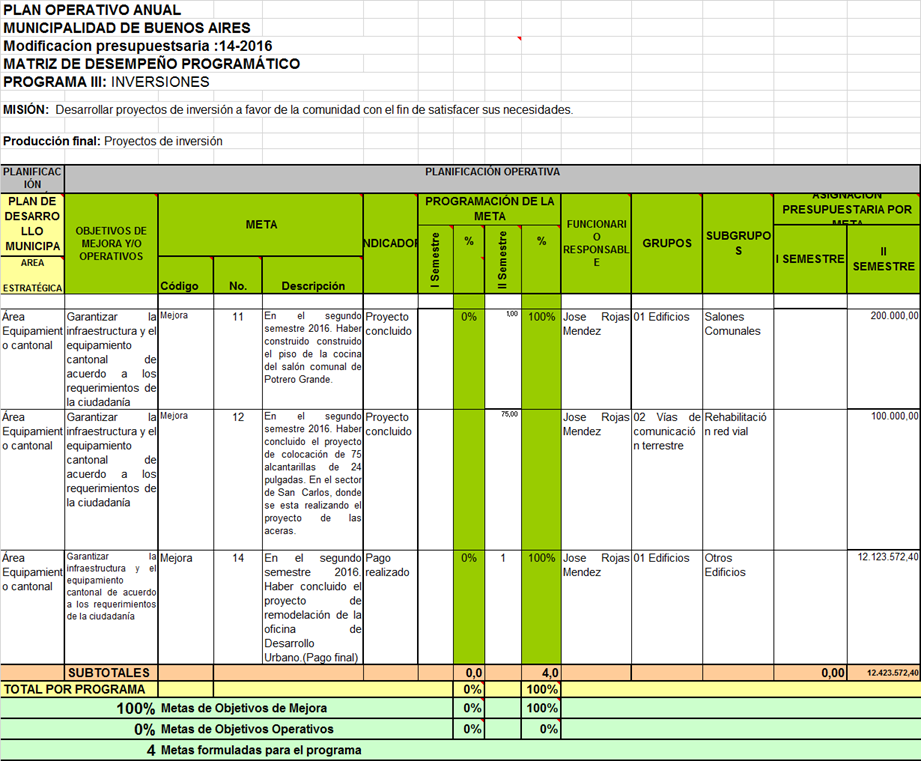 PLAN OPERATIVO ANUAL
MUNICIPALIDAD DE BUENOS AIRES
Modificacíon presupuestsaria :14-2016
MATRIZ DE DESEMPEÑO PROGRAMÁTICO
PROGRAMA III: INVERSIONES
MISIÓN: Desarrollar proyectos de inversión a favor de la comunidad con el fin de satisfacer sus necesidades.
Producción final: Proyectos de inversión
PLANIFICAC
IÓN
PLANIFICACIÓN OPERATIVA
PLAN DE
DESARRO
LLO
MUNICIPA
AREA
ESTRATÉGICA
OBJETIVOS DE
MEJORA Y/O
OPERATIVOS
META
Código
No.
Descripción
NDICADOR
PROGRAMACIÓN DE LA
META
I Semestre
%
II Semestre
%
FUNCIONARI
O
RESPONSABL
E
GRUPOS
SUBGRUPO
S
ASIGNACIÓN
PRESUPUESTARIA POR
META
I SEMESTRE
II
SEMESTRE
Área
Equipamient
o cantonal
Garantizar la
infraestructura y el
equipamiento
cantonal de
acuerdo a los
requerimientos de
la ciudadanía
Mejora
11
En el segundo
semestre 2016. Haber
construido construido
el piso de la cocina
del salón comunal de
Potrero Grande.
Proyecto
concluido
0%
1,00
100%
Jose Rojas
Mendez
01 Edificios
Salones
Comunales
200.000,00
Área
Equipamient
o cantonal
Garantizar la
infraestructura y el
equipamiento
cantonal de
acuerdo a los
requerimientos de
la ciudadanía
Mejora
12
En el segundo
semestre 2016. Haber
concluido el proyecto
de colocación de 75
alcantarillas de 24
pulgadas. En el sector
de San Carlos, donde
se esta realizando el
proyecto de las
aceras.
Proyecto
concluido
75,00
Jose Rojas
Mendez
02 Vías de
comunicació
n terrestre
Rehabilitació
n red vial
100.000,00
Área
Equipamient
o cantonal
Garantizar la
infraestructura y el
equipamiento
cantonal de acuerdo
a los requerimientos
de la ciudadanía
Mejora
14
En el segundo
semestre 2016.
Haber concluido el
proyecto de
remodelación de la
oficina de
Desarrollo
Urbano.(Pago final)
Pago
realizado
0%
1
100%
Jose Rojas
Mendez
01 Edificios
Otros
Edificios
12.123.572,40
SUBTOTALES 0,0 4,0 0,00 12.423.572,40
TOTAL POR PROGRAMA 0% 100%
100% Metas de Objetivos de Mejora 0% 100%
0% Metas de Objetivos Operativos 0% 0%
4 Metas formuladas para el programa